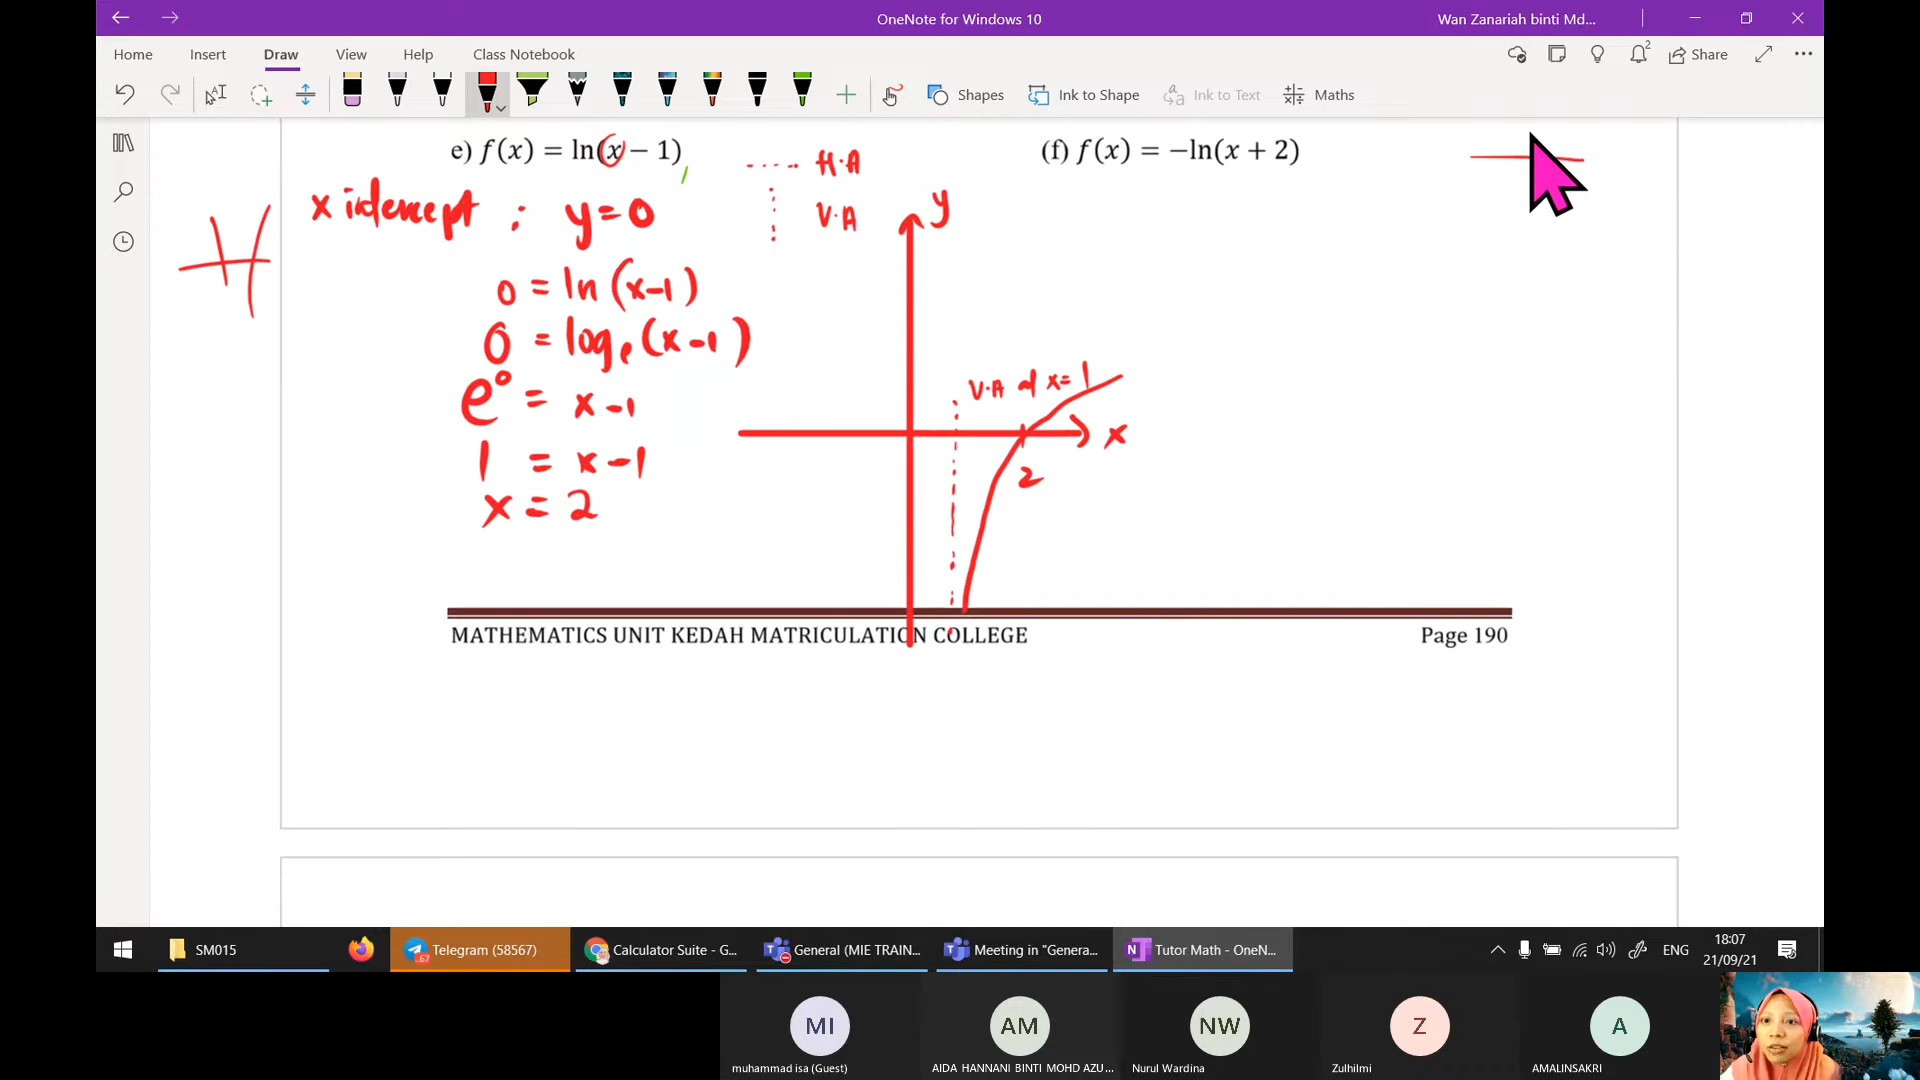 OneNote for Windows 10
Wan Zanariah binti Md...
Home Insert Draw View Help Class Notebook
2 Share
Shapes Ink to Shape Ink to Text Maths
e) f(x) = ln(x − 1),
(f) f(x) = −ln(x + 2)
H.A
V.A
x intercept : y = 0
0 = ln (x-1)
0 = logₑ (x-1)
e⁰ = x-1
1 = x-1
x = 2
y
V.A at x = 1
x
2
MATHEMATICS UNIT KEDAH MATRICULATION COLLEGE
Page 190
SM015
.67
Telegram (58567)
Calculator Suite - G...
General (MIE TRAIN...
Meeting in "Genera...
N
Tutor Math - OneN...
ENG
18:07
21/09/21
MI AM NW Z A
muhammad isa (Guest)
AIDA HANNANI BINTI MOHD AZU...
Nurul Wardina
Zulhilmi
AMALINSAKRI